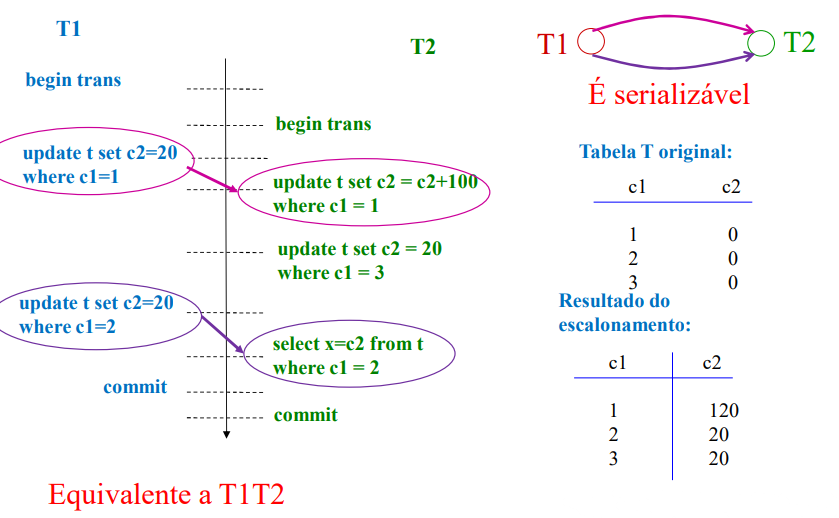 T1
T2
begin trans
begin trans
update t set c2=20
where c1=1
update t set c2 = c2+100
where c1 = 1
update t set c2 = 20
where c1 = 3
update t set c2=20
where c1=2
select x=c2 from t
where c1 = 2
commit
commit
Equivalente a T1T2
T1 T2
É serializável
Tabela T original:
c1 c2
1 0
2 0
3 0
Resultado do
escalonamento:
c1 c2
1 120
2 20
3 20